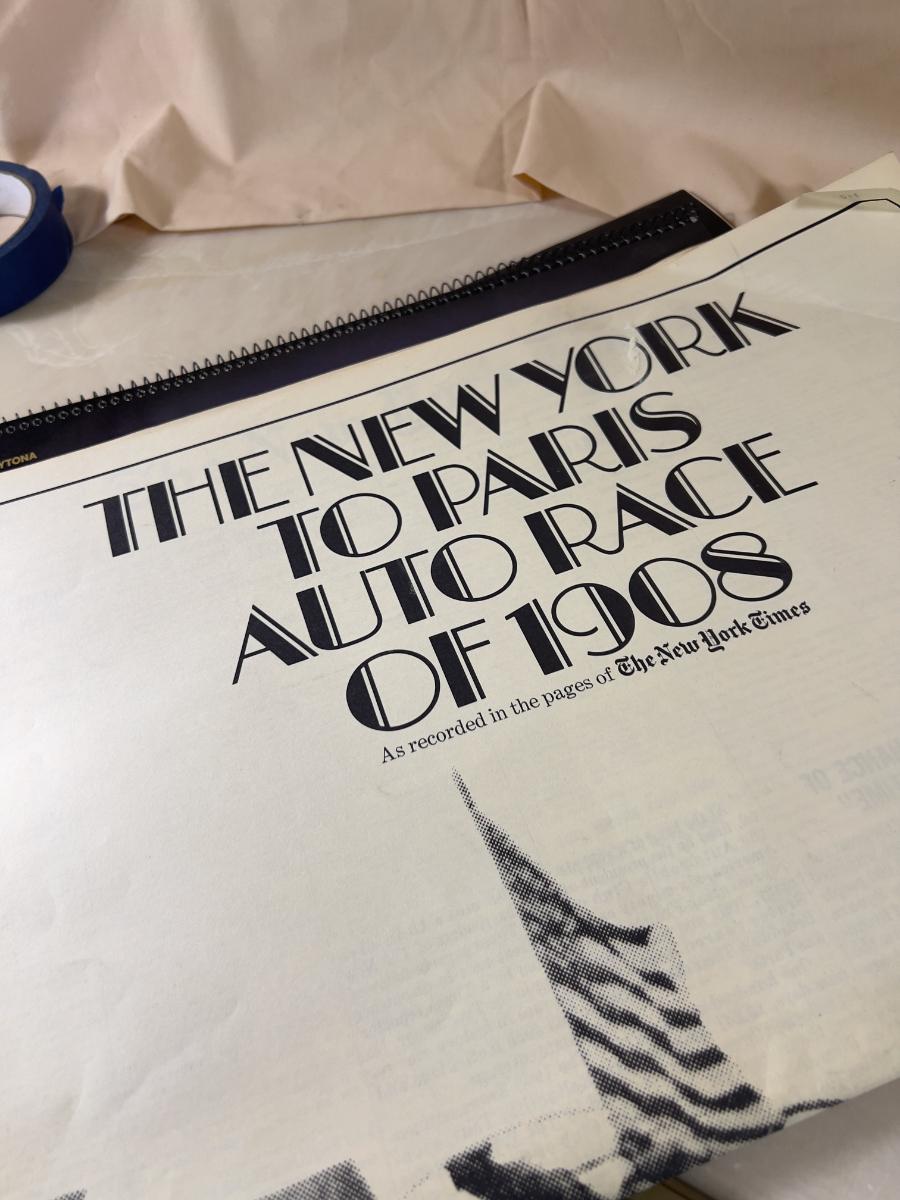 THE NEW YORK
TO PARIS
AUTO RACE
OF 1908
As recorded in the pages of The New York Times